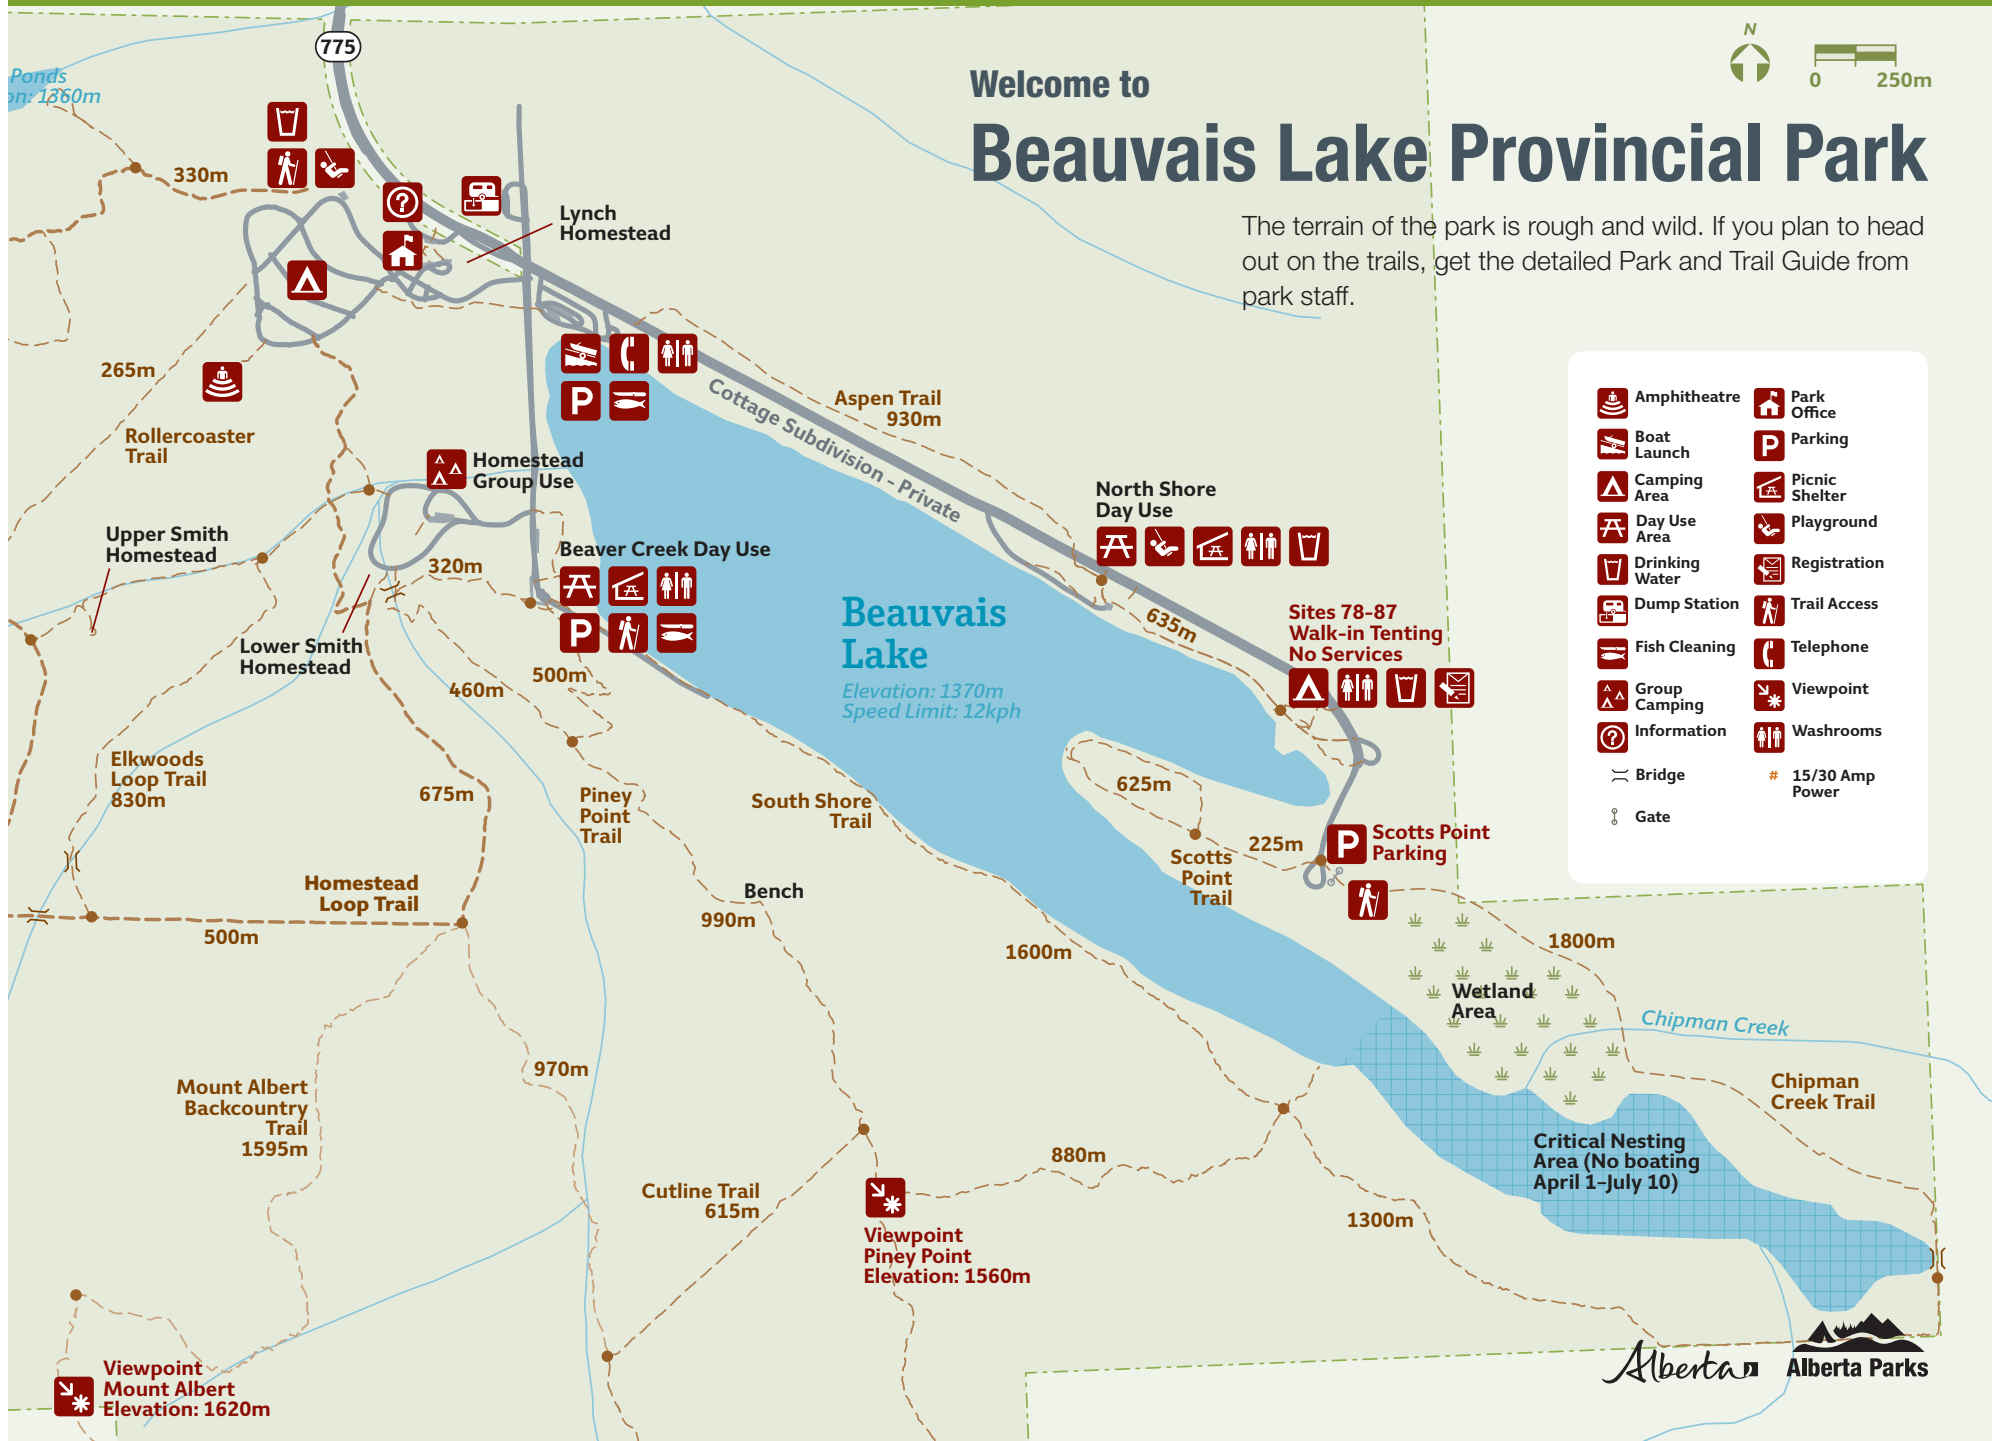 775
Ponds
on: 1360m
N
0 250m
Welcome to
Beauvais Lake Provincial Park
The terrain of the park is rough and wild. If you plan to head
out on the trails, get the detailed Park and Trail Guide from
park staff.
330m
?
Lynch
Homestead
265m
Rollercoaster
Trail
P
Cottage Subdivision - Private
Aspen Trail
930m
Homestead
Group Use
North Shore
Day Use
Upper Smith
Homestead
320m
Beaver Creek Day Use
P
Lower Smith
Homestead
460m
500m
Beauvais
Lake
Elevation: 1370m
Speed Limit: 12kph
635m
Sites 78-87
Walk-in Tenting
No Services
Amphitheatre
Boat
Launch
Camping
Area
Day Use
Area
Drinking
Water
Dump Station
Fish Cleaning
Group
Camping
?
Information
Bridge
Gate
Park
Office
P
Parking
Picnic
Shelter
Playground
Registration
Trail Access
Telephone
Viewpoint
Washrooms
# 15/30 Amp
Power
Elkwoods
Loop Trail
830m
675m
Piney
Point
Trail
South Shore
Trail
625m
225m
P
Scotts Point
Parking
Scotts
Point
Trail
Homestead
Loop Trail
500m
Bench
990m
1600m
1800m
Wetland
Area
Chipman Creek
970m
Mount Albert
Backcountry
Trail
1595m
Chipman
Creek Trail
Critical Nesting
Area (No boating
April 1–July 10)
880m
Cutline Trail
615m
1300m
Viewpoint
Piney Point
Elevation: 1560m
Viewpoint
Mount Albert
Elevation: 1620m
Alberta
Alberta Parks